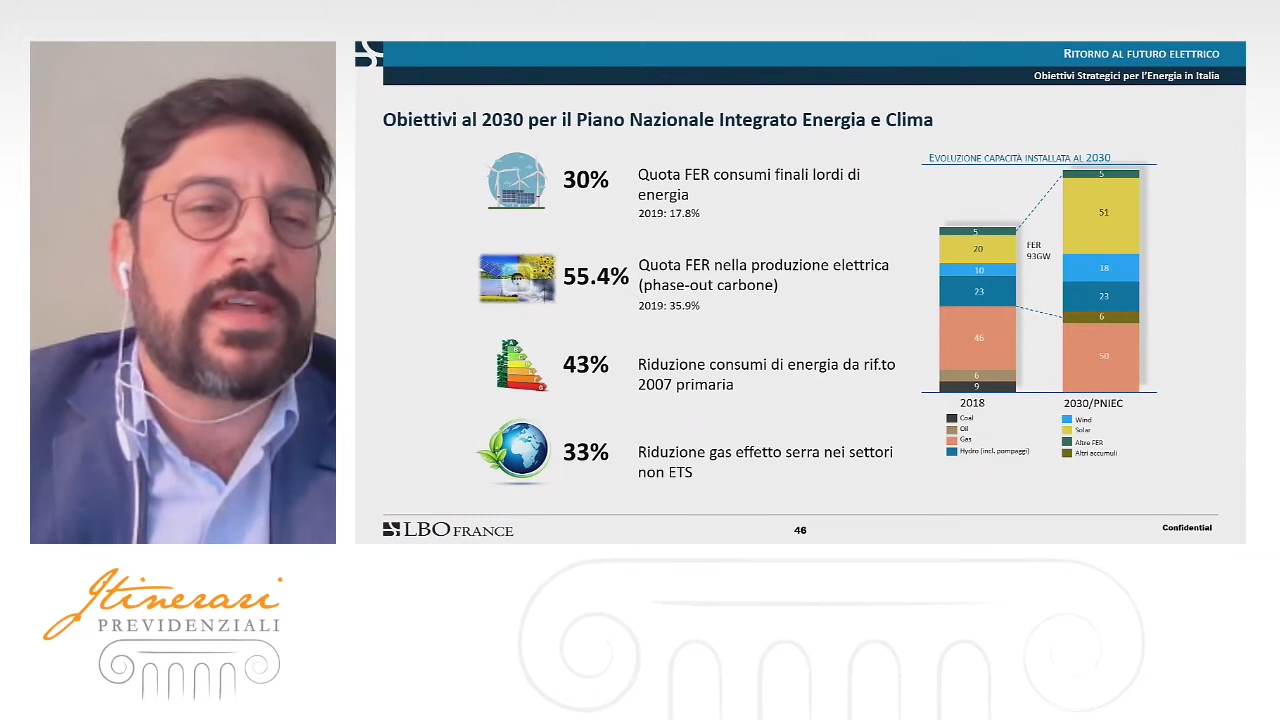 RITORNO AL FUTURO ELETTRICO
Obiettivi Strategici per l'Energia in Italia
Obiettivi al 2030 per il Piano Nazionale Integrato Energia e Clima
30%
Quota FER consumi finali lordi di
energia
2019: 17.8%
55.4%
Quota FER nella produzione elettrica
(phase-out carbone)
2019: 35.9%
43%
Riduzione consumi di energia da rif.to
2007 primaria
33%
Riduzione gas effetto serra nei settori
non ETS
EVOLUZIONE CAPACITÀ INSTALLATA AL 2030
5
20
10
23
46
6
9
FER
93GW
5
51
18
23
6
50
2018
2030/PNIEC
Coal
Oil
Gas
Hydro (incl. pompaggi)
Wind
Solar
Altre FER
Altri accumuli
LBO FRANCE
46
Confidential
Itinerari
PREVIDENZIALI